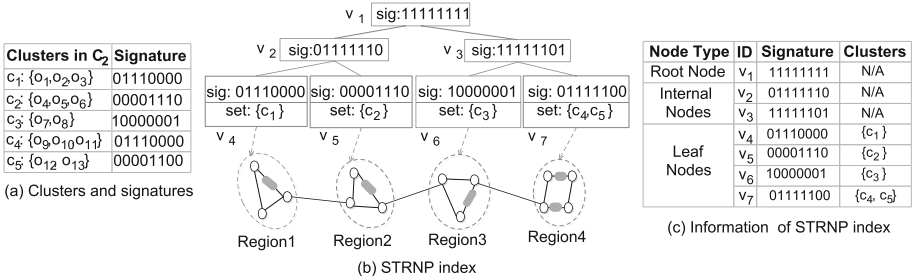 Clusters in C2 Signature
c1: {o1,o2,o3} 01110000
c2: {o4,o5,o6} 00001110
c3: {o7,o8} 10000001
c4: {o9,o10o11} 01110000
c5: {o12 o13} 00001100
(a) Clusters and signatures
v1 sig:11111111
v2 sig:01111110
v3 sig:11111101
sig: 01110000
set: {c1}
v4
sig: 00001110
set: {c2}
v5
sig: 10000001
set: {c3}
v6
sig: 01111100
set: {c4,c5}
v7
Region1
Region2
Region3
Region4
(b) STRNP index
Node Type ID Signature Clusters
Root Node v1 11111111 N/A
Internal Nodes
v2 01111110 N/A
v3 11111101 N/A
Leaf Nodes
v4 01110000 {c1}
v5 00001110 {c2}
v6 10000001 {c3}
v7 01111100 {c4, c5}
(c) Information of STRNP index